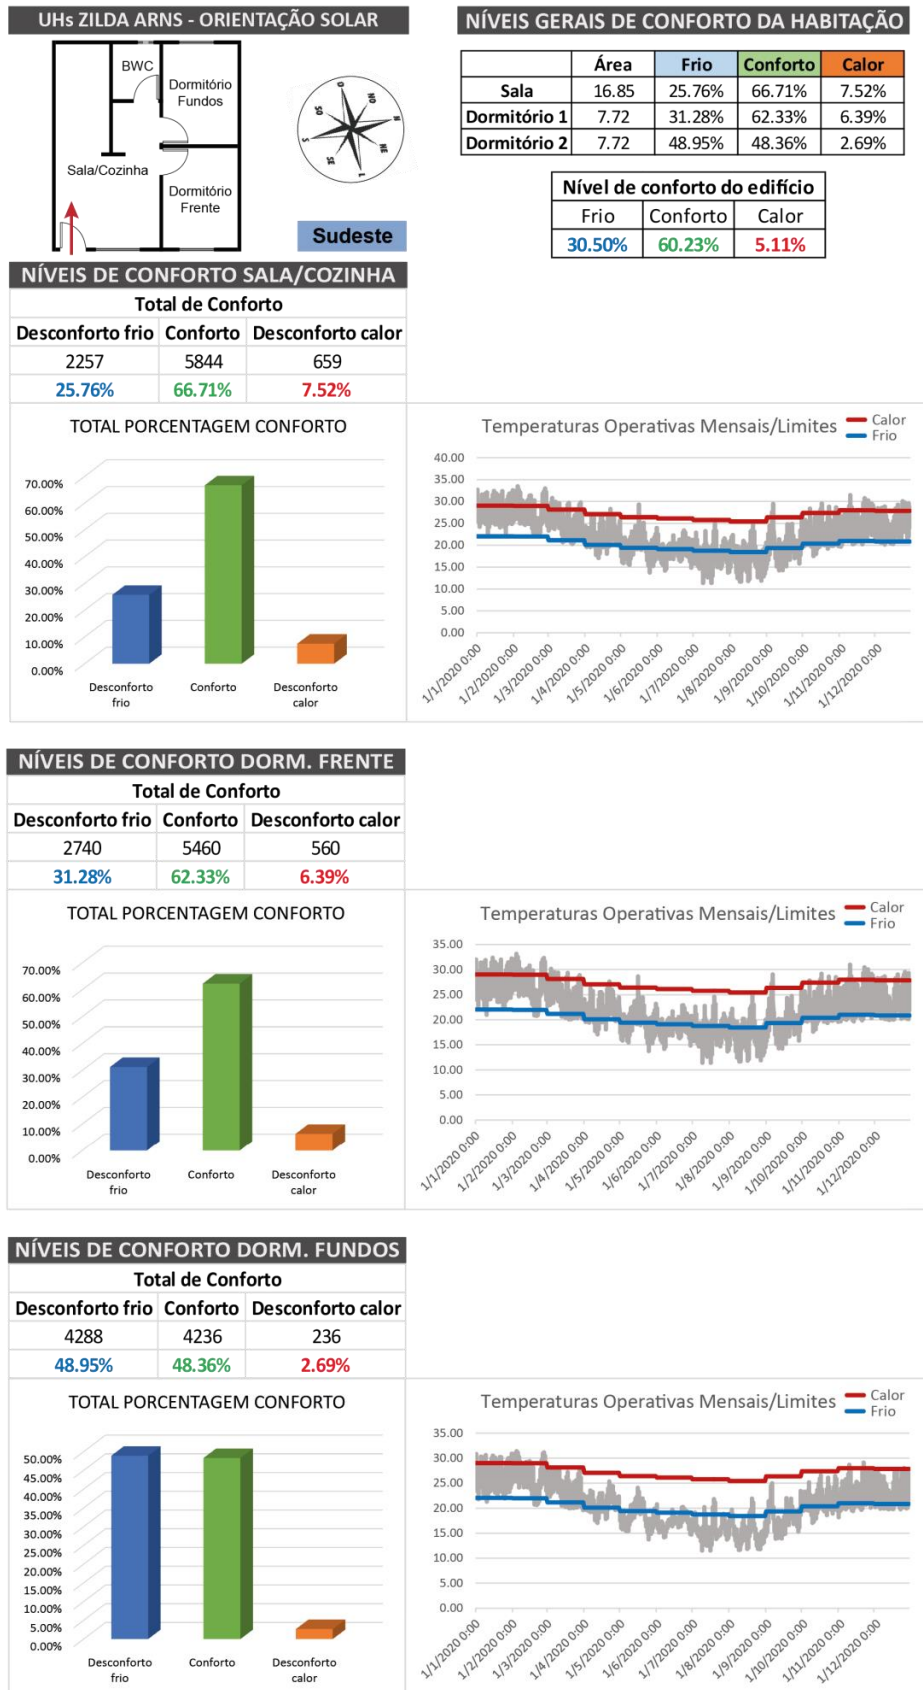 UHs ZILDA ARNS - ORIENTAÇÃO SOLAR
BWC
Dormitório
Fundos
Sala/Cozinha
Dormitório
Frente
O
NO
N
NE
L
SE
S
SO
Sudeste
NÍVEIS GERAIS DE CONFORTO DA HABITAÇÃO
Área Frio Conforto Calor
Sala 16.85 25.76% 66.71% 7.52%
Dormitório 1 7.72 31.28% 62.33% 6.39%
Dormitório 2 7.72 48.95% 48.36% 2.69%
Nível de conforto do edifício
Frio Conforto Calor
30.50% 60.23% 5.11%
NÍVEIS DE CONFORTO SALA/COZINHA
Total de Conforto
Desconforto frio Conforto Desconforto calor
2257 5844 659
25.76% 66.71% 7.52%
TOTAL PORCENTAGEM CONFORTO
70.00%
60.00%
50.00%
40.00%
30.00%
20.00%
10.00%
0.00%
Desconforto frio
Conforto
Desconforto calor
Temperaturas Operativas Mensais/Limites
Calor
Frio
40.00
35.00
30.00
25.00
20.00
15.00
10.00
5.00
0.00
1/1/2020 0:00
1/2/2020 0:00
1/3/2020 0:00
1/4/2020 0:00
1/5/2020 0:00
1/6/2020 0:00
1/7/2020 0:00
1/8/2020 0:00
1/9/2020 0:00
1/10/2020 0:00
1/11/2020 0:00
1/12/2020 0:00
NÍVEIS DE CONFORTO DORM. FRENTE
Total de Conforto
Desconforto frio Conforto Desconforto calor
2740 5460 560
31.28% 62.33% 6.39%
TOTAL PORCENTAGEM CONFORTO
70.00%
60.00%
50.00%
40.00%
30.00%
20.00%
10.00%
0.00%
Desconforto frio
Conforto
Desconforto calor
Temperaturas Operativas Mensais/Limites
Calor
Frio
35.00
30.00
25.00
20.00
15.00
10.00
5.00
0.00
1/1/2020 0:00
1/2/2020 0:00
1/3/2020 0:00
1/4/2020 0:00
1/5/2020 0:00
1/6/2020 0:00
1/7/2020 0:00
1/8/2020 0:00
1/9/2020 0:00
1/10/2020 0:00
1/11/2020 0:00
1/12/2020 0:00
NÍVEIS DE CONFORTO DORM. FUNDOS
Total de Conforto
Desconforto frio Conforto Desconforto calor
4288 4236 236
48.95% 48.36% 2.69%
TOTAL PORCENTAGEM CONFORTO
50.00%
45.00%
40.00%
35.00%
30.00%
25.00%
20.00%
15.00%
10.00%
5.00%
0.00%
Desconforto frio
Conforto
Desconforto calor
Temperaturas Operativas Mensais/Limites
Calor
Frio
35.00
30.00
25.00
20.00
15.00
10.00
5.00
0.00
1/1/2020 0:00
1/2/2020 0:00
1/3/2020 0:00
1/4/2020 0:00
1/5/2020 0:00
1/6/2020 0:00
1/7/2020 0:00
1/8/2020 0:00
1/9/2020 0:00
1/10/2020 0:00
1/11/2020 0:00
1/12/2020 0:00